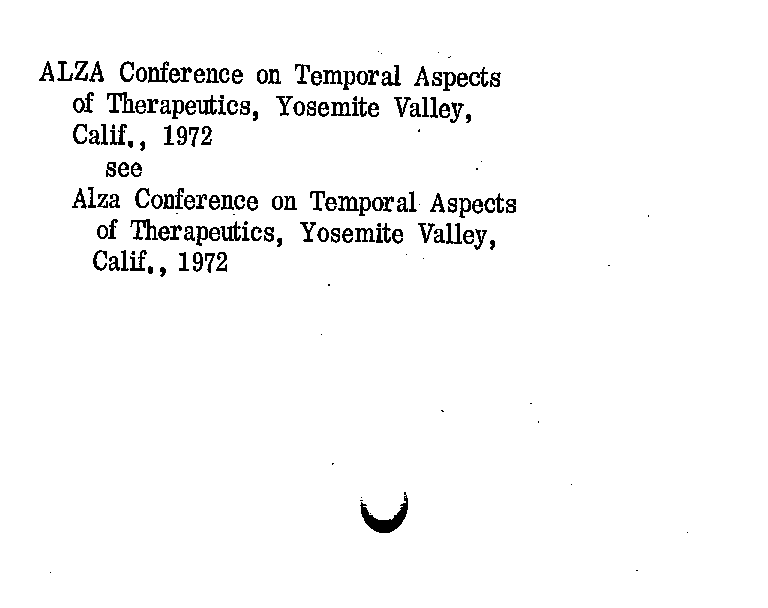 ALZA Conference on Temporal Aspects
of Therapeutics, Yosemite Valley,
Calif., 1972
see
Alza Conference on Temporal Aspects
of Therapeutics, Yosemite Valley,
Calif., 1972